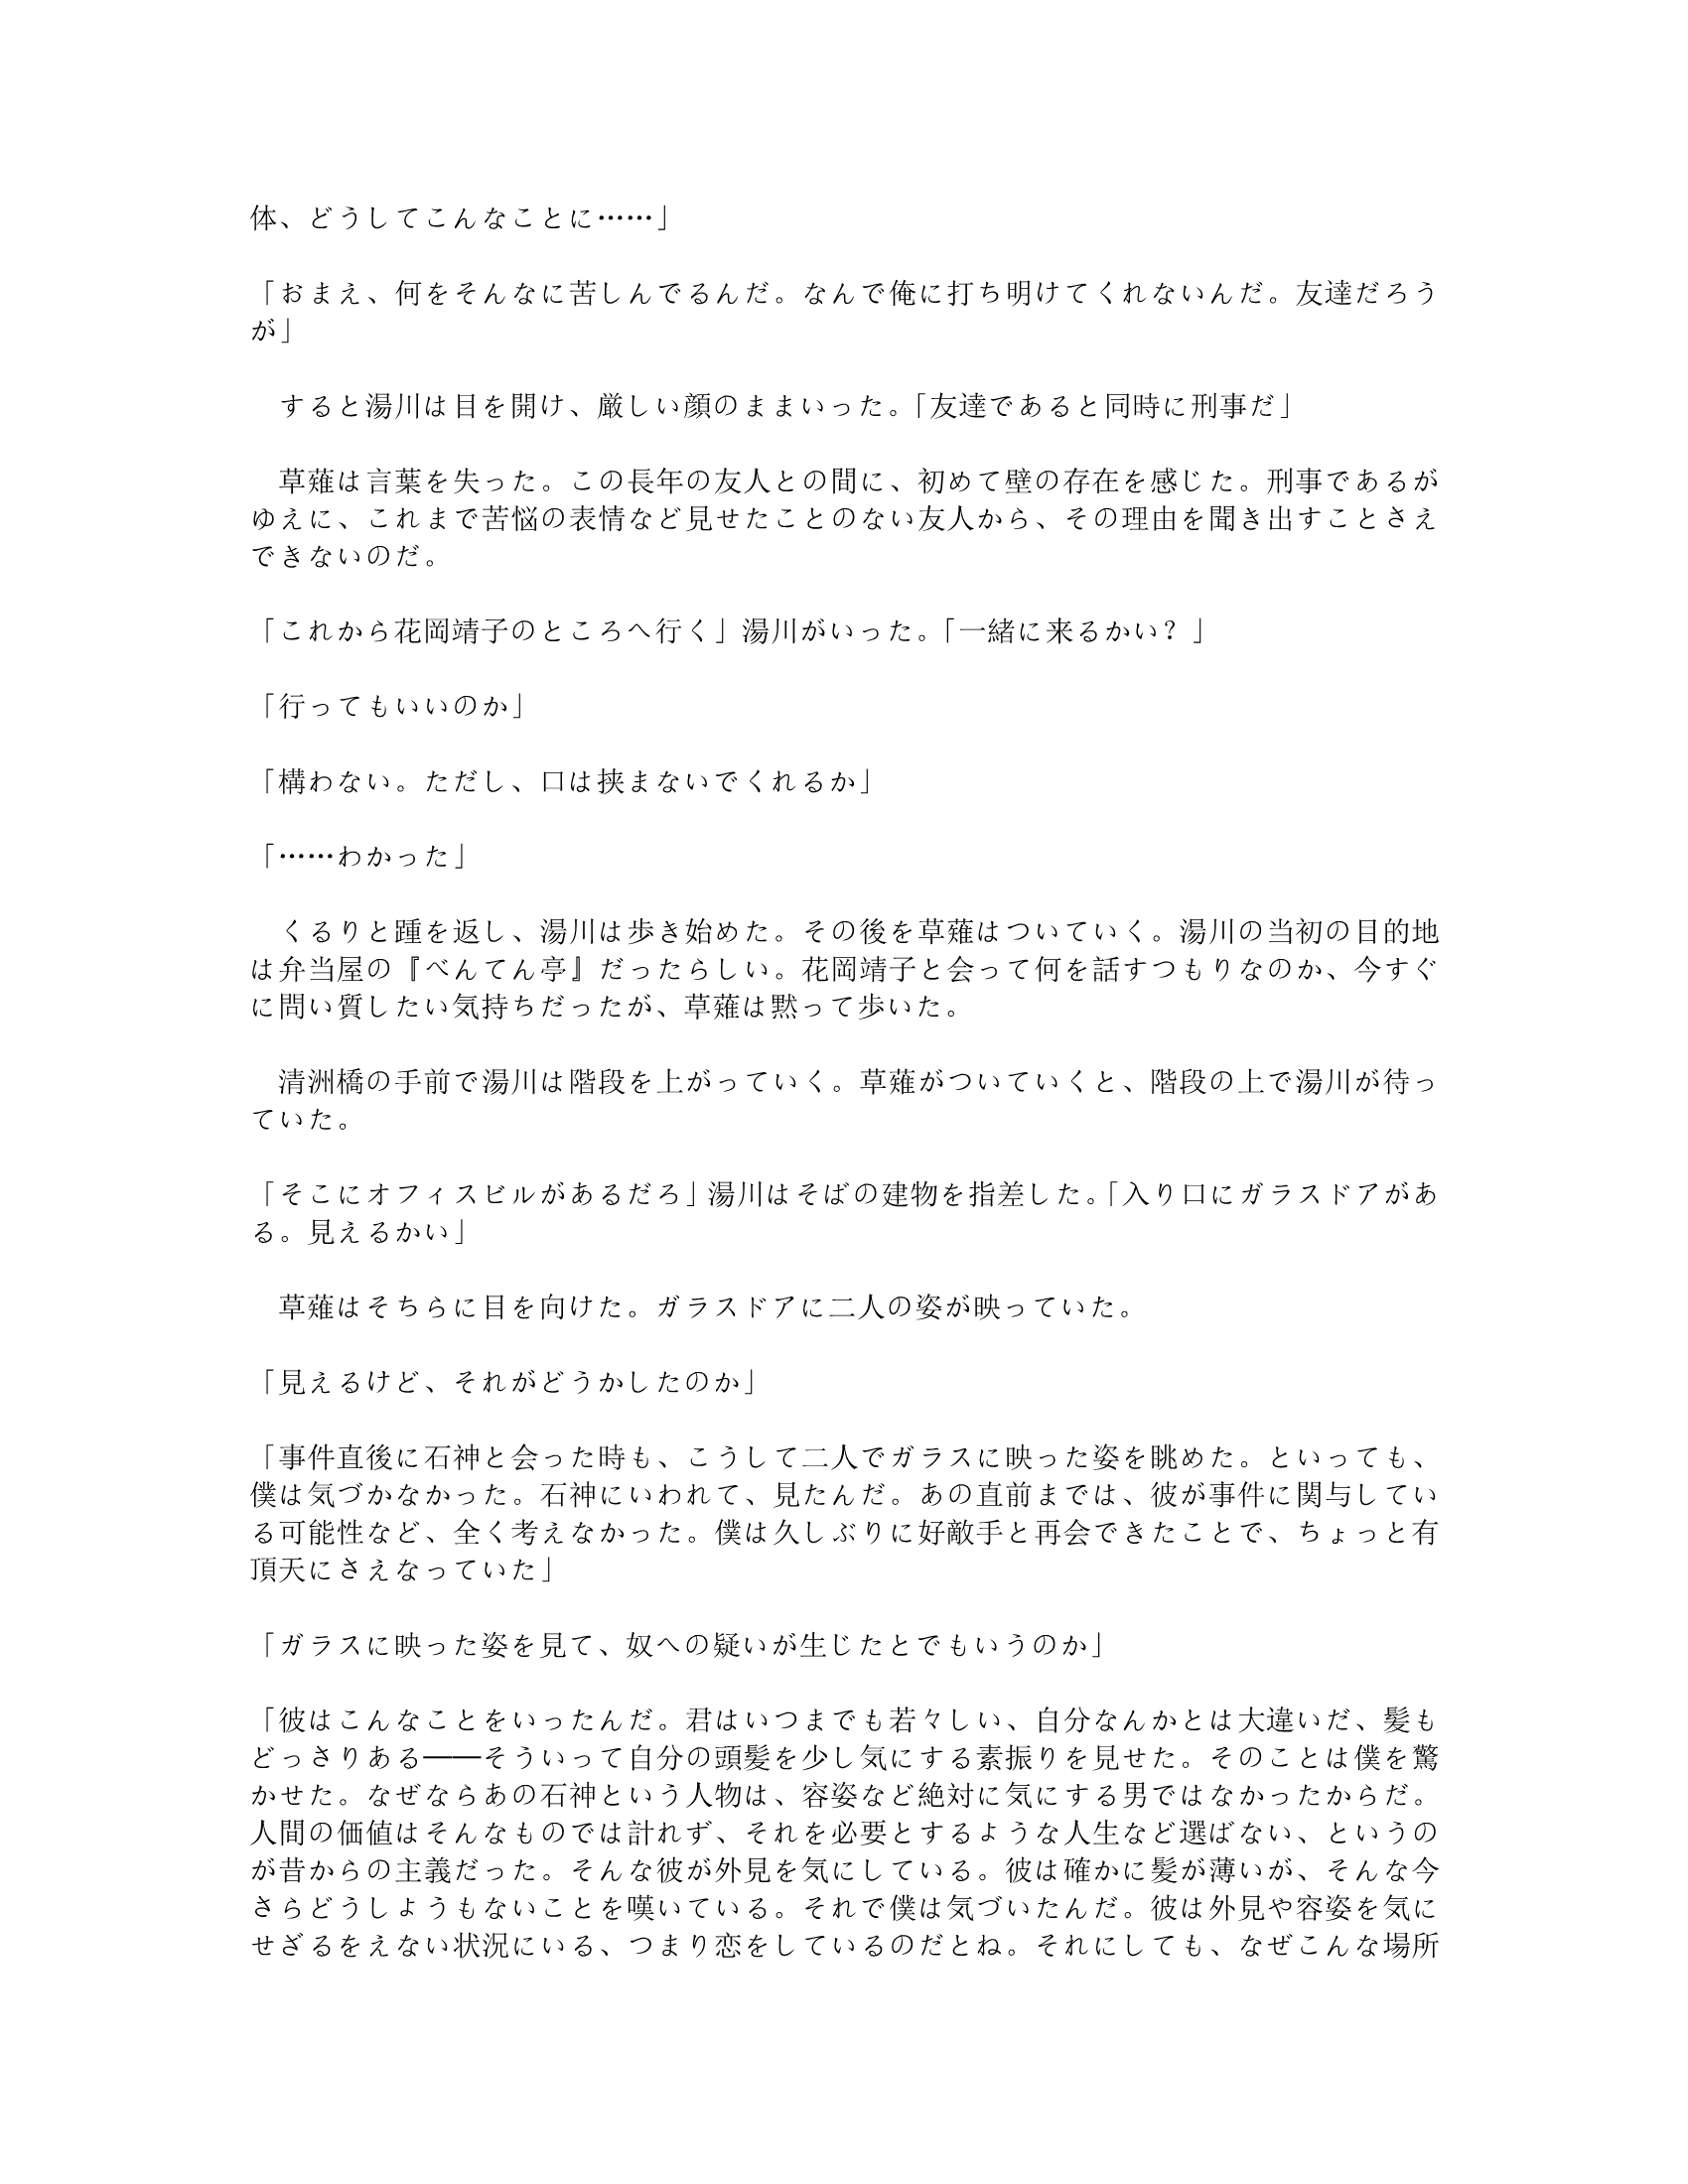 体、どうしてこんなことに……」
「おまえ、何をそんなに苦しんでるんだ。なんで俺に打ち明けてくれないんだ。友達だろう
が」
　すると湯川は目を開け、厳しい顔のままいった。「友達であると同時に刑事だ」
　草薙は言葉を失った。この長年の友人との間に、初めて壁の存在を感じた。刑事であるが
ゆえに、これまで苦悩の表情など見せたことのない友人から、その理由を聞き出すことさえ
できないのだ。
「これから花岡靖子のところへ行く」湯川がいった。「一緒に来るかい？」
「行ってもいいのか」
「構わない。ただし、口は挟まないでくれるか」
「……わかった」
　くるりと踵を返し、湯川は歩き始めた。その後を草薙はついていく。湯川の当初の目的地
は弁当屋の『べんてん亭』だったらしい。花岡靖子と会って何を話すつもりなのか、今すぐ
に問い質したい気持ちだったが、草薙は黙って歩いた。
　清洲橋の手前で湯川は階段を上がっていく。草薙がついていくと、階段の上で湯川が待っ
ていた。
「そこにオフィスビルがあるだろ」湯川はそばの建物を指差した。「入り口にガラスドアがあ
る。見えるかい」
　草薙はそちらに目を向けた。ガラスドアに二人の姿が映っていた。
「見えるけど、それがどうかしたのか」
「事件直後に石神と会った時も、こうして二人でガラスに映った姿を眺めた。といっても、
僕は気づかなかった。石神にいわれて、見たんだ。あの直前までは、彼が事件に関与してい
る可能性など、全く考えなかった。僕は久しぶりに好敵手と再会できたことで、ちょっと有
頂天にさえなっていた」
「ガラスに映った姿を見て、奴への疑いが生じたとでもいうのか」
「彼はこんなことをいったんだ。君はいつまでも若々しい、自分なんかとは大違いだ、髪も
どっさりある――そういって自分の頭髪を少し気にする素振りを見せた。そのことは僕を驚
かせた。なぜならあの石神という人物は、容姿など絶対に気にする男ではなかったからだ。
人間の価値はそんなものでは計れず、それを必要とするような人生など選ばない、というの
が昔からの主義だった。そんな彼が外見を気にしている。彼は確かに髪が薄いが、そんな今
さらどうしようもないことを嘆いている。それで僕は気づいたんだ。彼は外見や容姿を気に
せざるをえない状況にいる、つまり恋をしているのだとね。それにしても、なぜこんな場所